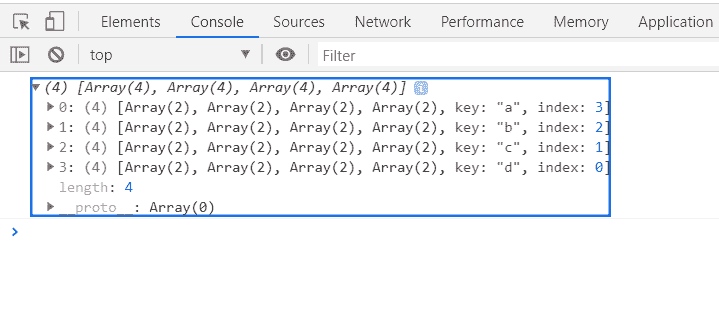 Elements Console Sources Network Performance Memory Application
top ▼ Filter
▼(4) [Array(4), Array(4), Array(4), Array(4)] i
▶0: (4) [Array(2), Array(2), Array(2), Array(2), key: "a", index: 3]
▶1: (4) [Array(2), Array(2), Array(2), Array(2), key: "b", index: 2]
▶2: (4) [Array(2), Array(2), Array(2), Array(2), key: "c", index: 1]
▶3: (4) [Array(2), Array(2), Array(2), Array(2), key: "d", index: 0]
length: 4
▶__proto__: Array(0)